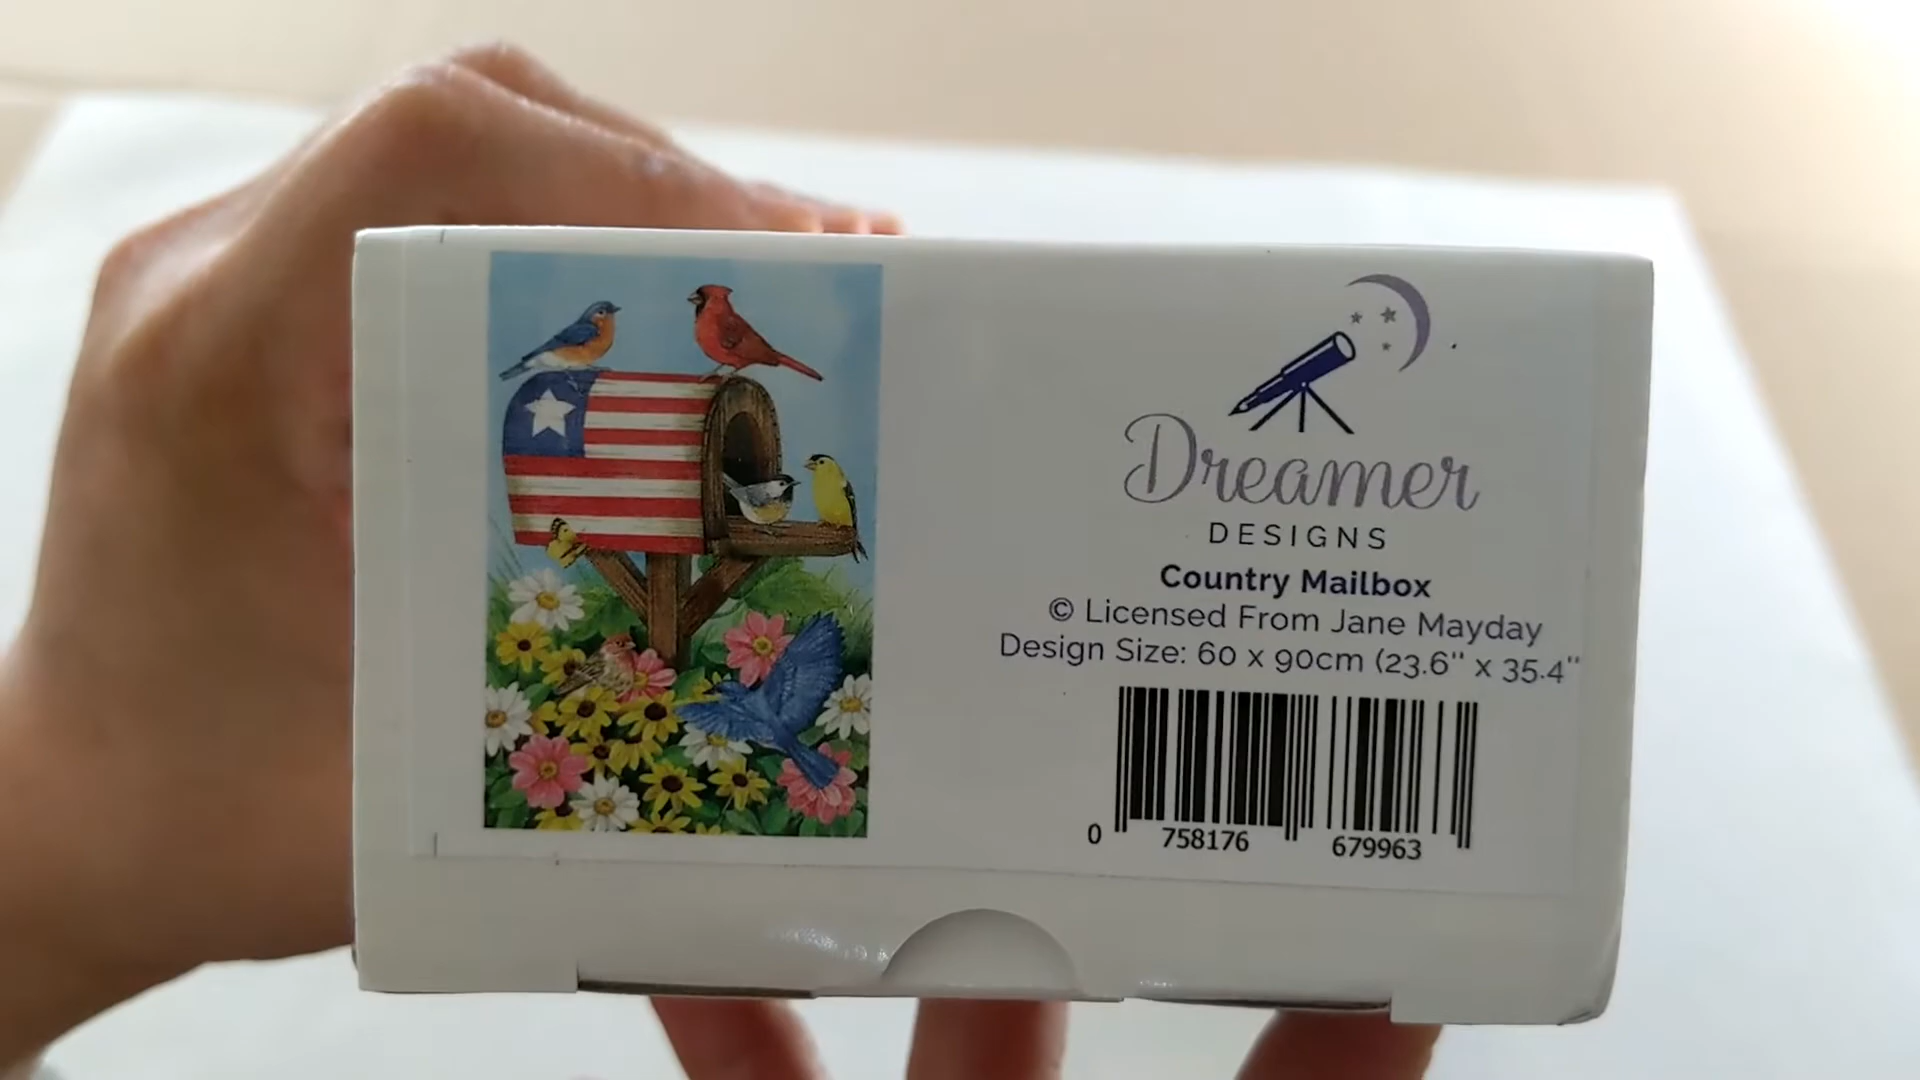 Dreamer
DESIGNS
Country Mailbox
© Licensed From Jane Mayday
Design Size: 60 x 90cm (23.6'' x 35.4''
0 758176 679963